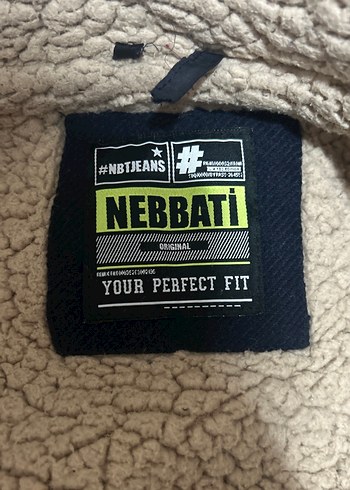 #NBTJEANS
#
NEBBATİ
ORIGINAL
YOUR PERFECT FIT